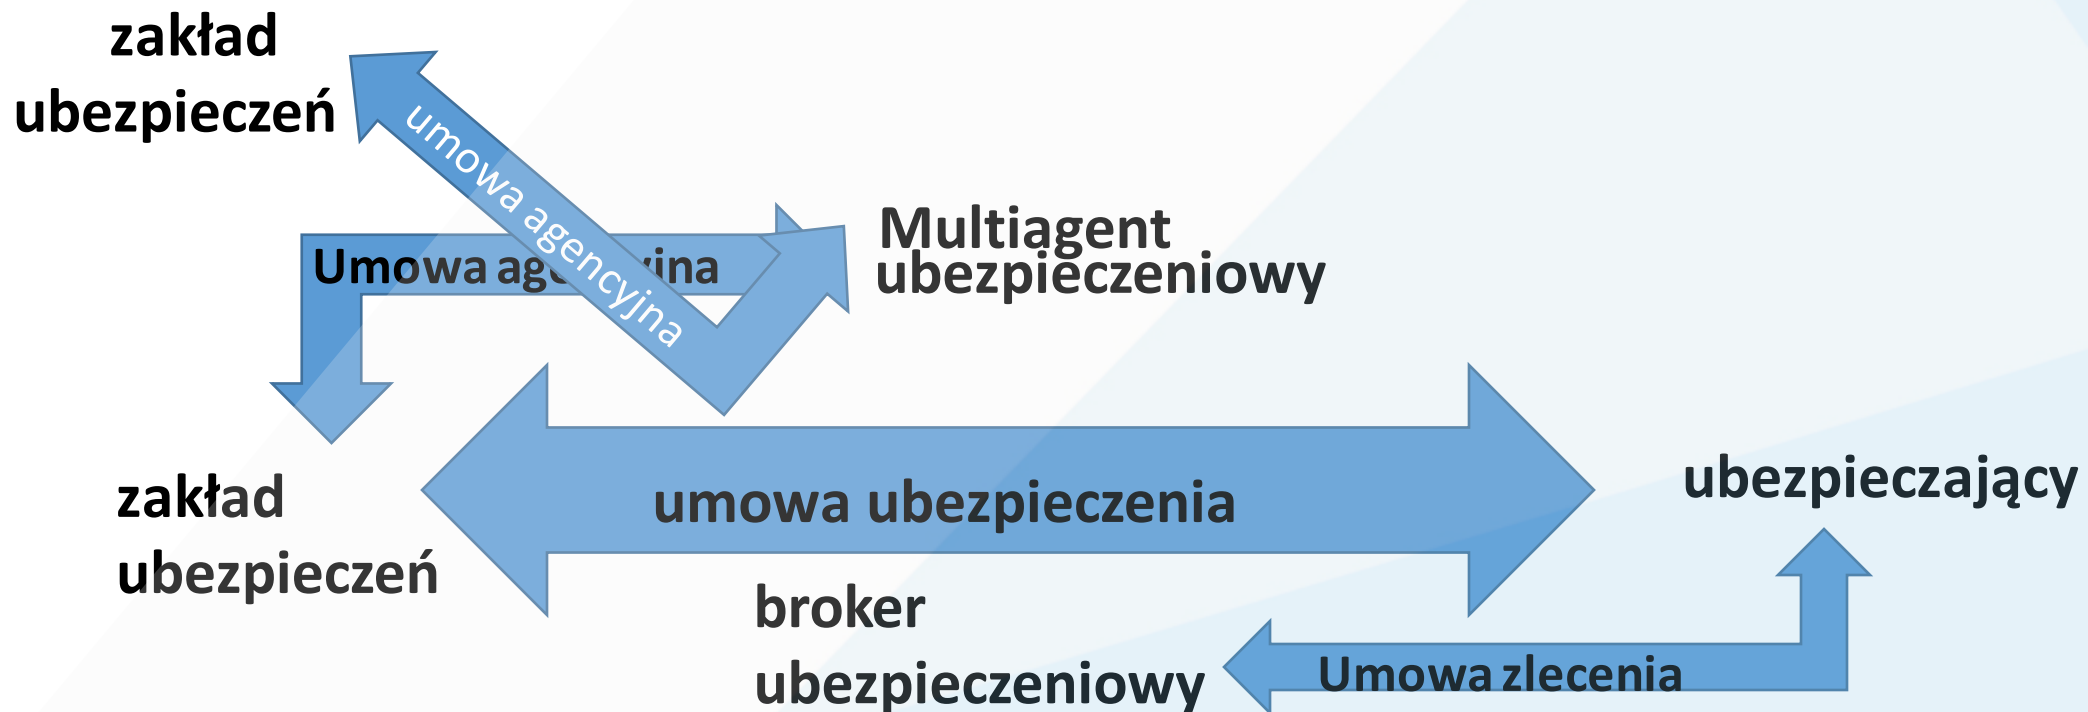 zakład
ubezpieczeń
umowa agencyjna
Multiagent
ubezpieczeniowy
Umowa agencyjna
zakład
ubezpieczeń
umowa ubezpieczenia
ubezpieczający
broker
ubezpieczeniowy
Umowa zlecenia